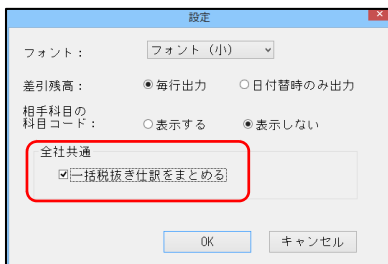 設定
フォント： フォント（小）
差引残高： 毎行出力 日付替時のみ出力
相手科目の
科目コード： 表示する 表示しない
全社共通
一括税抜き仕訳をまとめる
OK キャンセル